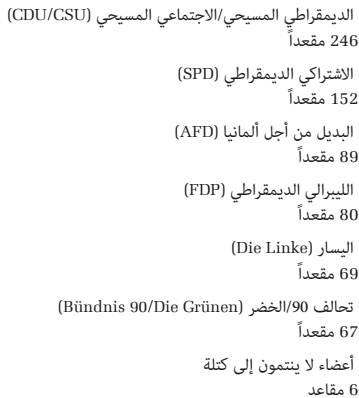 الديمقراطي المسيحي/الاجتماعي المسيحي (CDU/CSU)
246 مقعداً
الاشتراكي الديمقراطي (SPD)
152 مقعداً
البديل من أجل ألمانيا (AFD)
89 مقعداً
الليبرالي الديمقراطي (FDP)
80 مقعداً
اليسار (Die Linke)
69 مقعداً
تحالف 90/الخضر (Bündnis 90/Die Grünen)
67 مقعداً
أعضاء لا ينتمون إلى كتلة
6 مقاعد